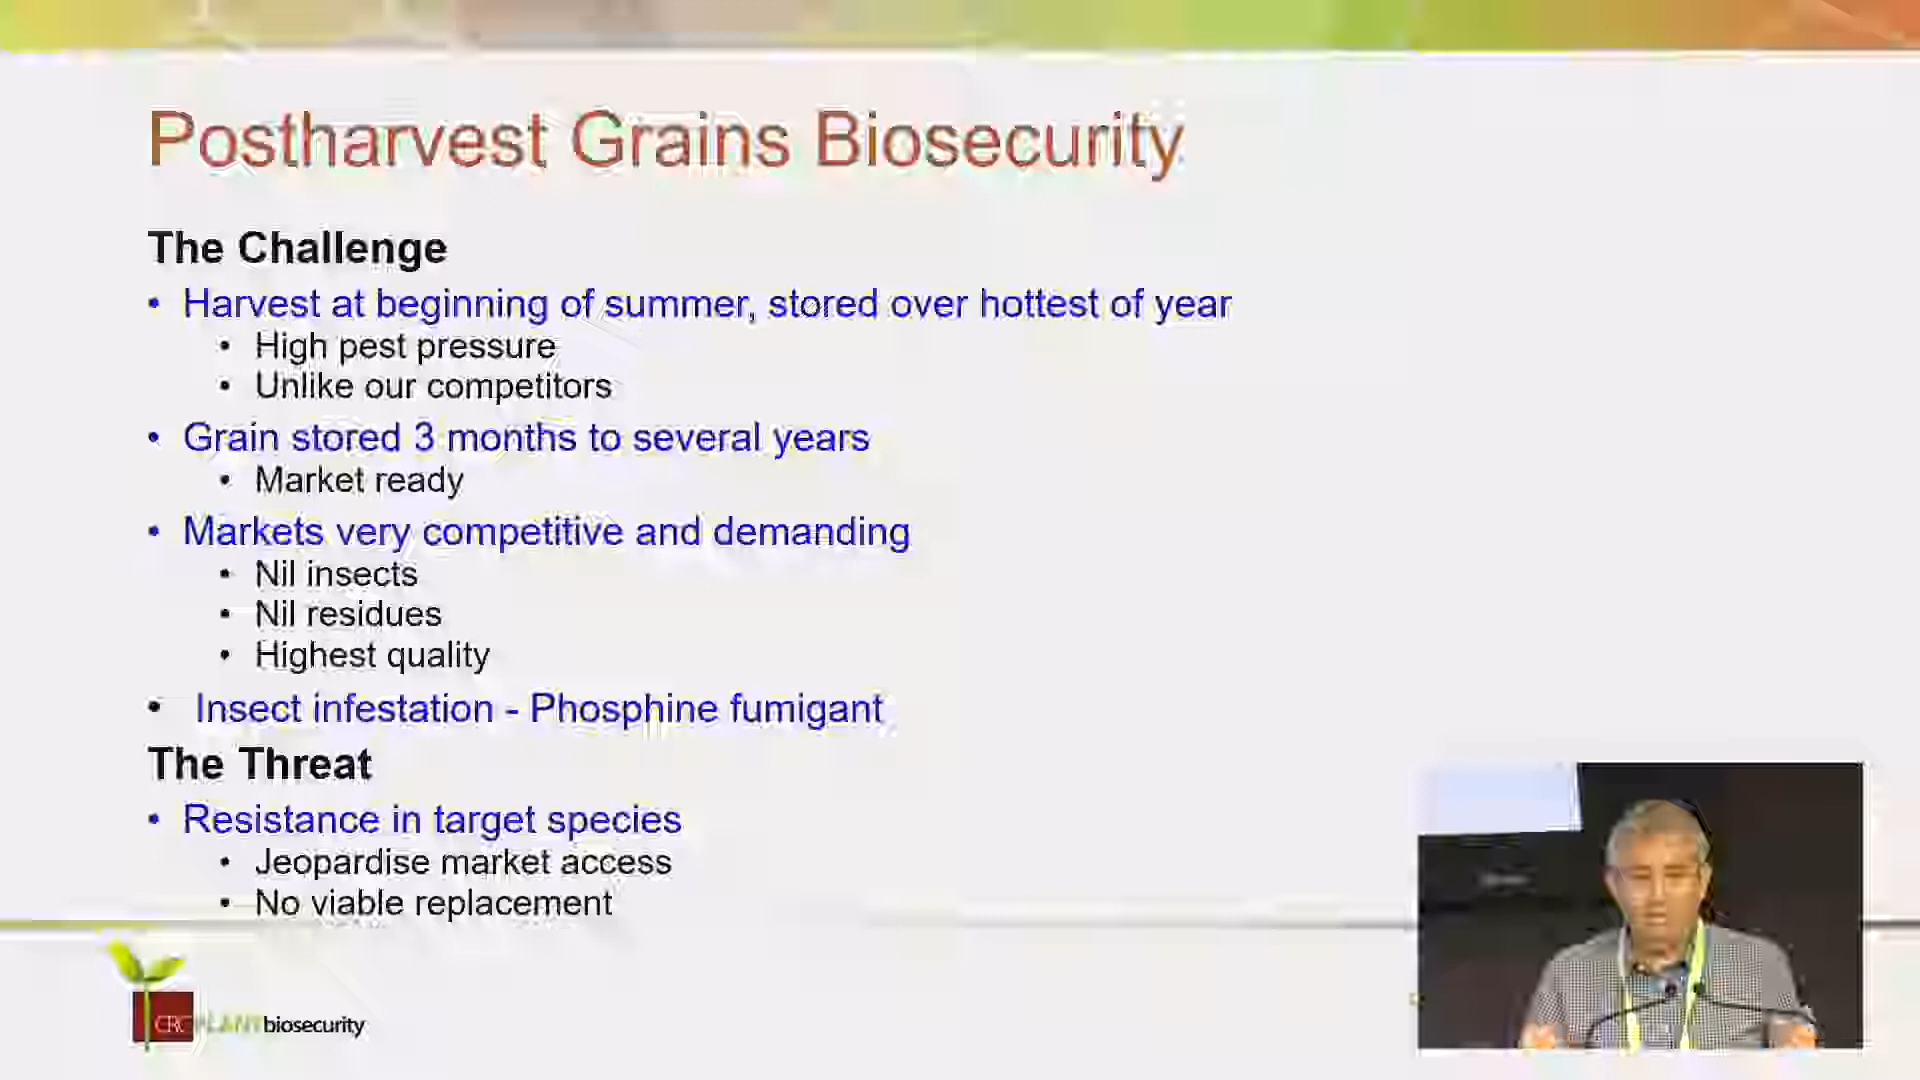 Postharvest Grains Biosecurity
The Challenge
• Harvest at beginning of summer, stored over hottest of year
• High pest pressure
• Unlike our competitors
• Grain stored 3 months to several years
• Market ready
• Markets very competitive and demanding
• Nil insects
• Nil residues
• Highest quality
• Insect infestation - Phosphine fumigant
The Threat
• Resistance in target species
• Jeopardise market access
• No viable replacement
CRCPLANTbiosecurity